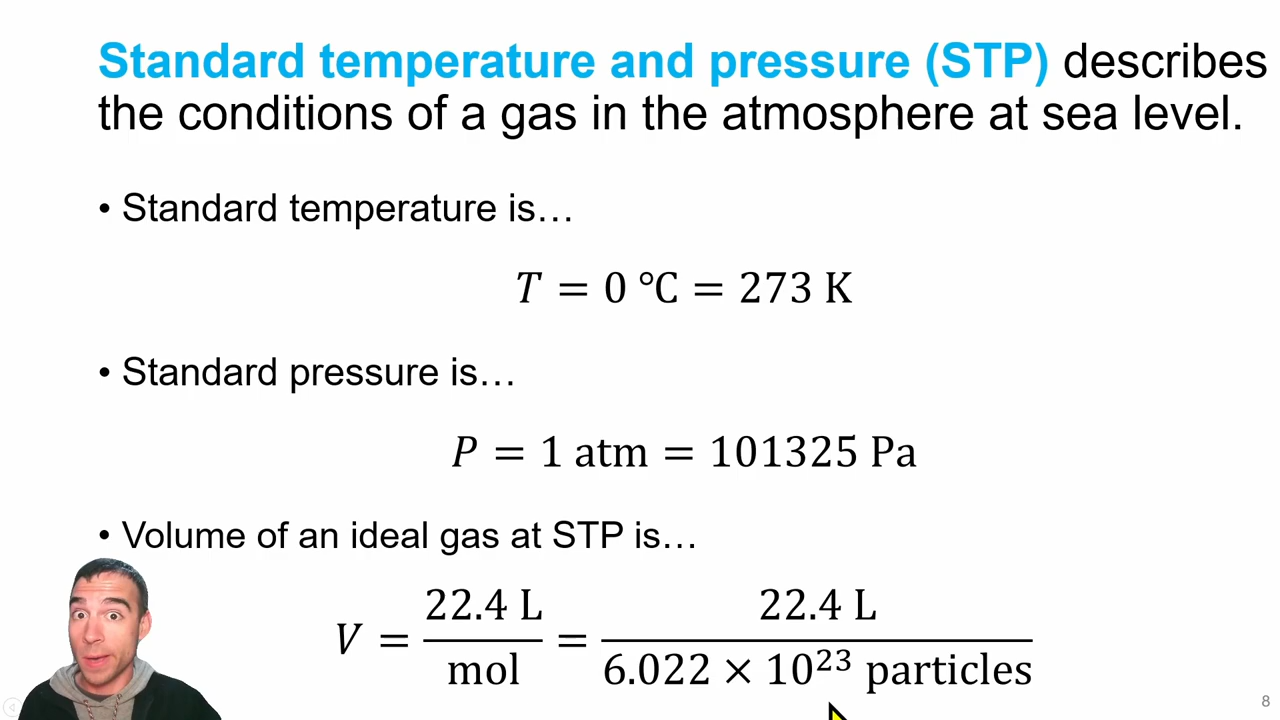 Standard temperature and pressure (STP) describes
the conditions of a gas in the atmosphere at sea level.
• Standard temperature is…
T = 0 ℃ = 273 K
• Standard pressure is…
P = 1 atm = 101325 Pa
• Volume of an ideal gas at STP is…
V = 22.4 L / mol = 22.4 L / 6.022 × 10²³ particles
8